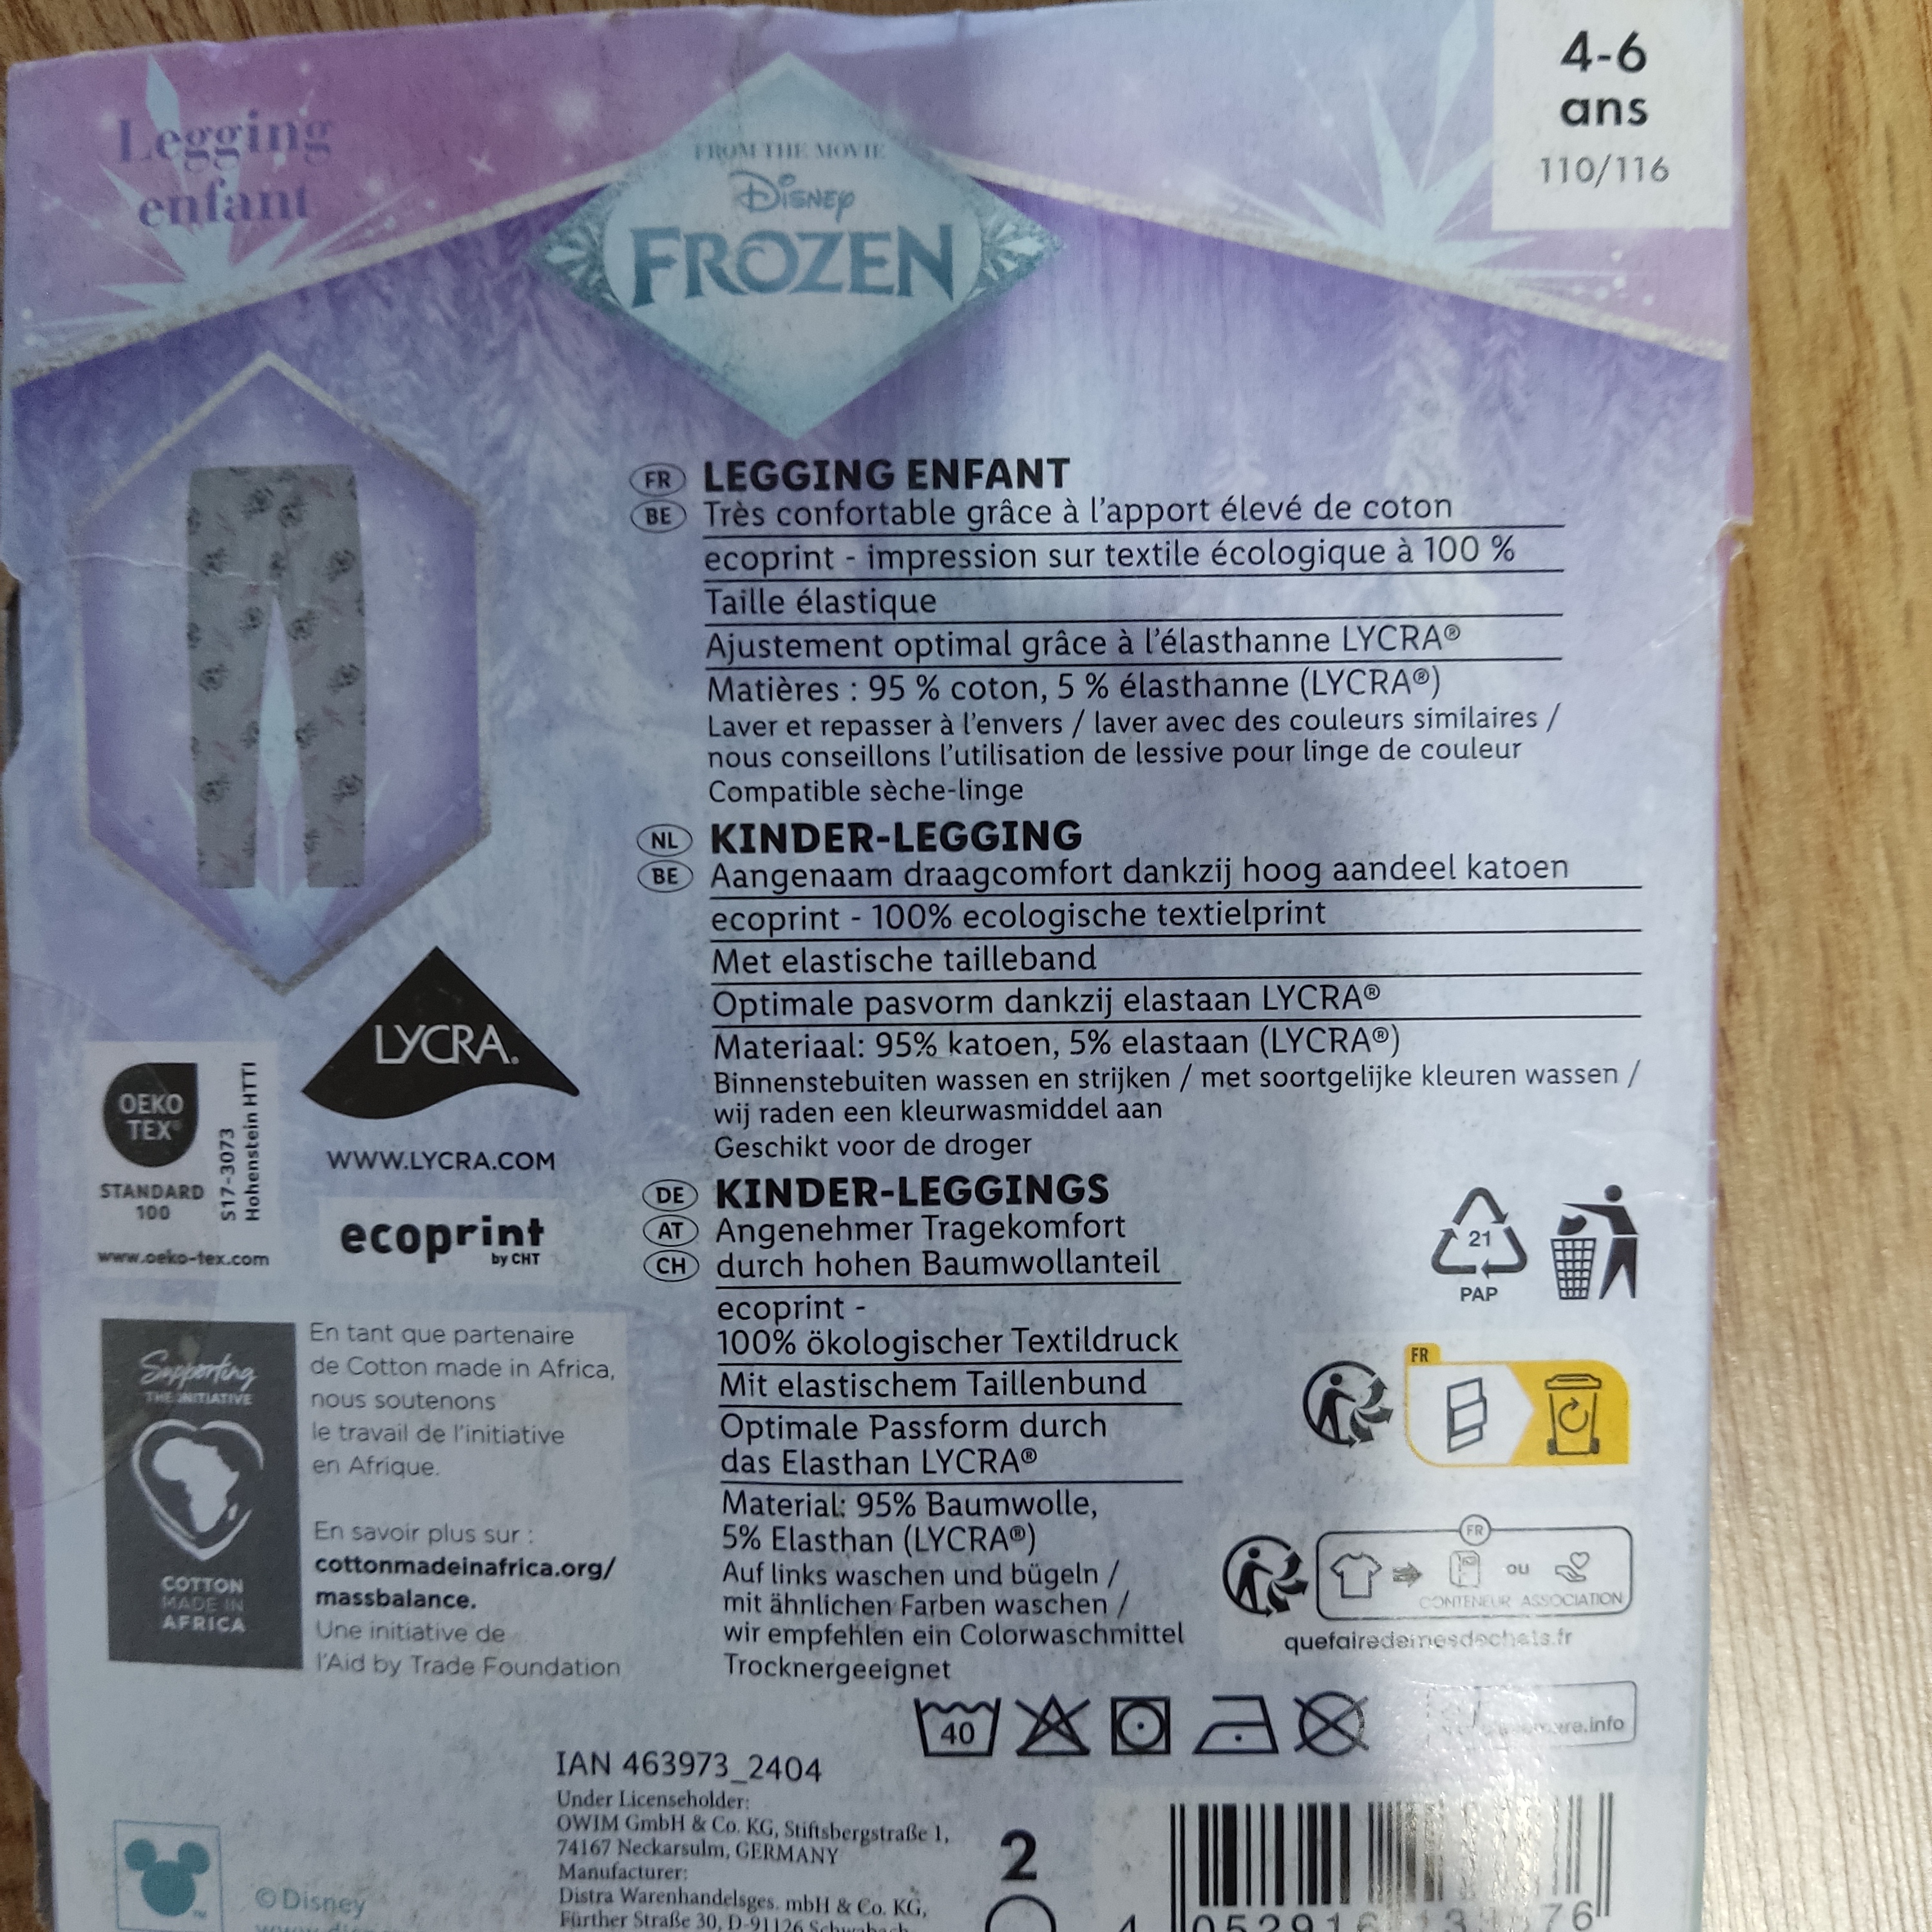 Legging
enfant
FROM THE MOVIE
Disney
FROZEN
4-6
ans
110/116
FR LEGGING ENFANT
BE Très confortable grâce à l'apport élevé de coton
ecoprint - impression sur textile écologique à 100 %
Taille élastique
Ajustement optimal grâce à l'élasthanne LYCRA®
Matières : 95 % coton, 5 % élasthanne (LYCRA®)
Laver et repasser à l'envers / laver avec des couleurs similaires /
nous conseillons l'utilisation de lessive pour linge de couleur
Compatible sèche-linge
NL KINDER-LEGGING
BE Aangenaam draagcomfort dankzij hoog aandeel katoen
ecoprint - 100% ecologische textielprint
Met elastische tailleband
Optimale pasvorm dankzij elastaan LYCRA®
Materiaal: 95% katoen, 5% elastaan (LYCRA®)
Binnenstebuiten wassen en strijken / met soortgelijke kleuren wassen /
wij raden een kleurwasmiddel aan
Geschikt voor de droger
DE KINDER-LEGGINGS
AT Angenehmer Tragekomfort
CH durch hohen Baumwollanteil
ecoprint -
100% ökologischer Textildruck
Mit elastischem Taillenbund
Optimale Passform durch
das Elasthan LYCRA®
Material: 95% Baumwolle,
5% Elasthan (LYCRA®)
Auf links waschen und bügeln /
mit ähnlichen Farben waschen /
wir empfehlen ein Colorwaschmittel
Trocknergeeignet
LYCRA®
WWW.LYCRA.COM
OEKO
TEX®
STANDARD
100
S17-3073
Hohenstein HTTI
www.oeko-tex.com
ecoprint
by CHT
Supporting
THE INITIATIVE
COTTON
MADE IN
AFRICA
En tant que partenaire
de Cotton made in Africa,
nous soutenons
le travail de l'initiative
en Afrique.
En savoir plus sur :
cottonmadeinafrica.org/
massbalance.
Une initiative de
l'Aid by Trade Foundation
21
PAP
FR
FR
OU
CONTENEUR ASSOCIATION
quefairedemesdechets.fr
.info
40
IAN 463973_2404
Under Licenseholder:
OWIM GmbH & Co. KG, Stiftsbergstraße 1,
74167 Neckarsulm, GERMANY
Manufacturer:
Distra Warenhandelsges. mbH & Co. KG,
Fürther Straße 30, D-91126 Schwabach
2
©Disney